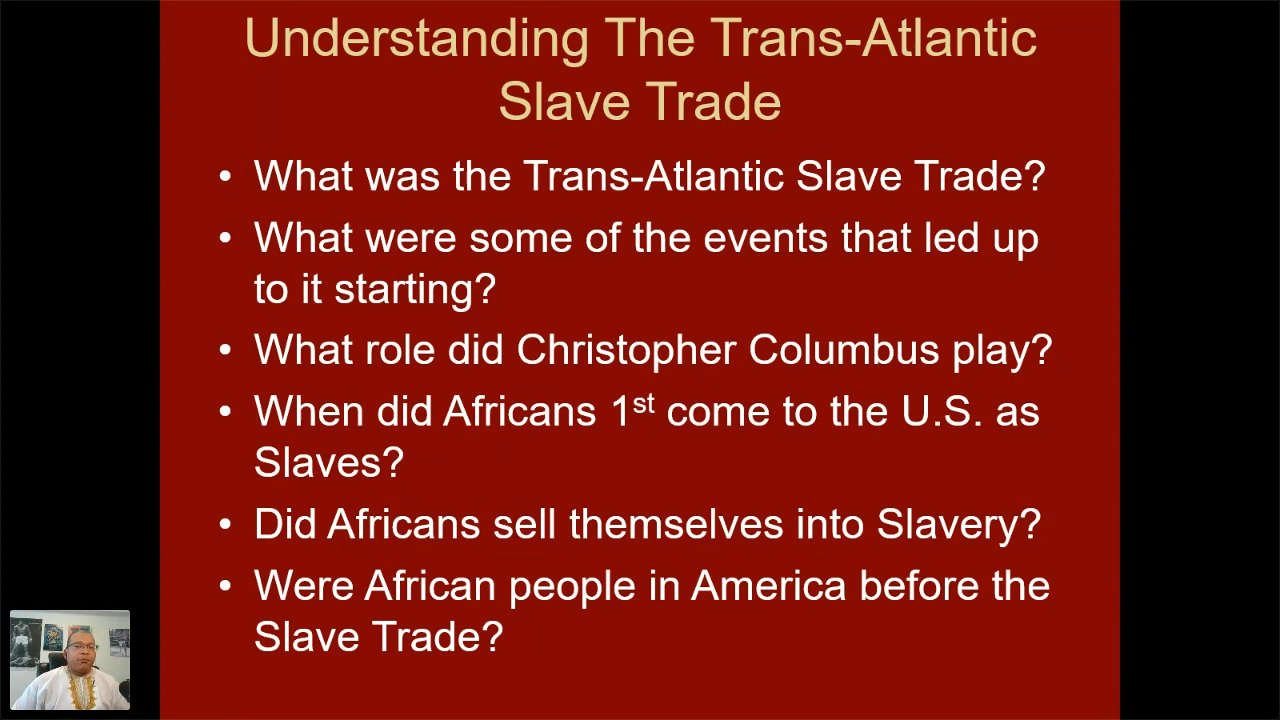 Understanding The Trans-Atlantic
Slave Trade
• What was the Trans-Atlantic Slave Trade?
• What were some of the events that led up
to it starting?
• What role did Christopher Columbus play?
• When did Africans 1st come to the U.S. as
Slaves?
• Did Africans sell themselves into Slavery?
• Were African people in America before the
Slave Trade?